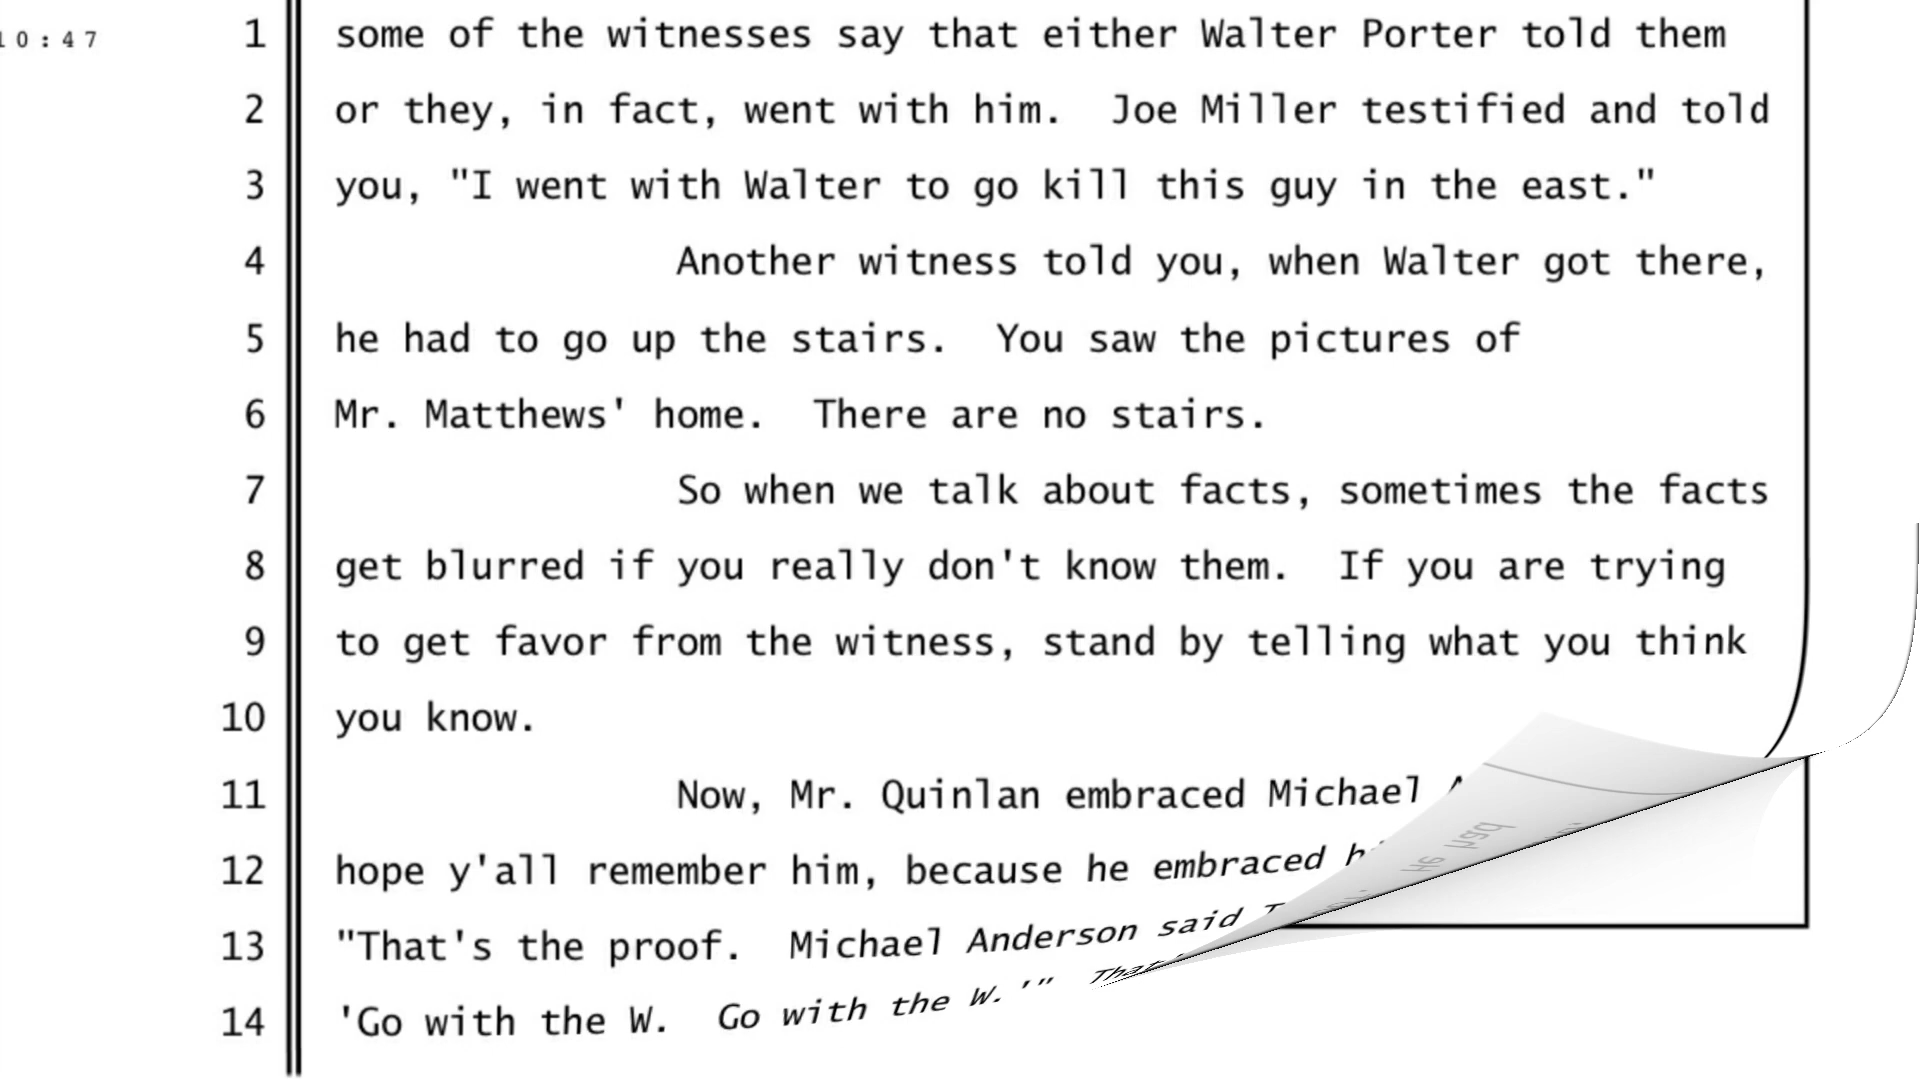 10:47
1 some of the witnesses say that either Walter Porter told them
2 or they, in fact, went with him.  Joe Miller testified and told
3 you, "I went with Walter to go kill this guy in the east."
4 Another witness told you, when Walter got there,
5 he had to go up the stairs.  You saw the pictures of
6 Mr. Matthews' home.  There are no stairs.
7 So when we talk about facts, sometimes the facts
8 get blurred if you really don't know them.  If you are trying
9 to get favor from the witness, stand by telling what you think
10 you know.
11 Now, Mr. Quinlan embraced Michael
12 hope y'all remember him, because he embraced
13 "That's the proof.  Michael Anderson said
14 'Go with the W.  Go with the W.'"